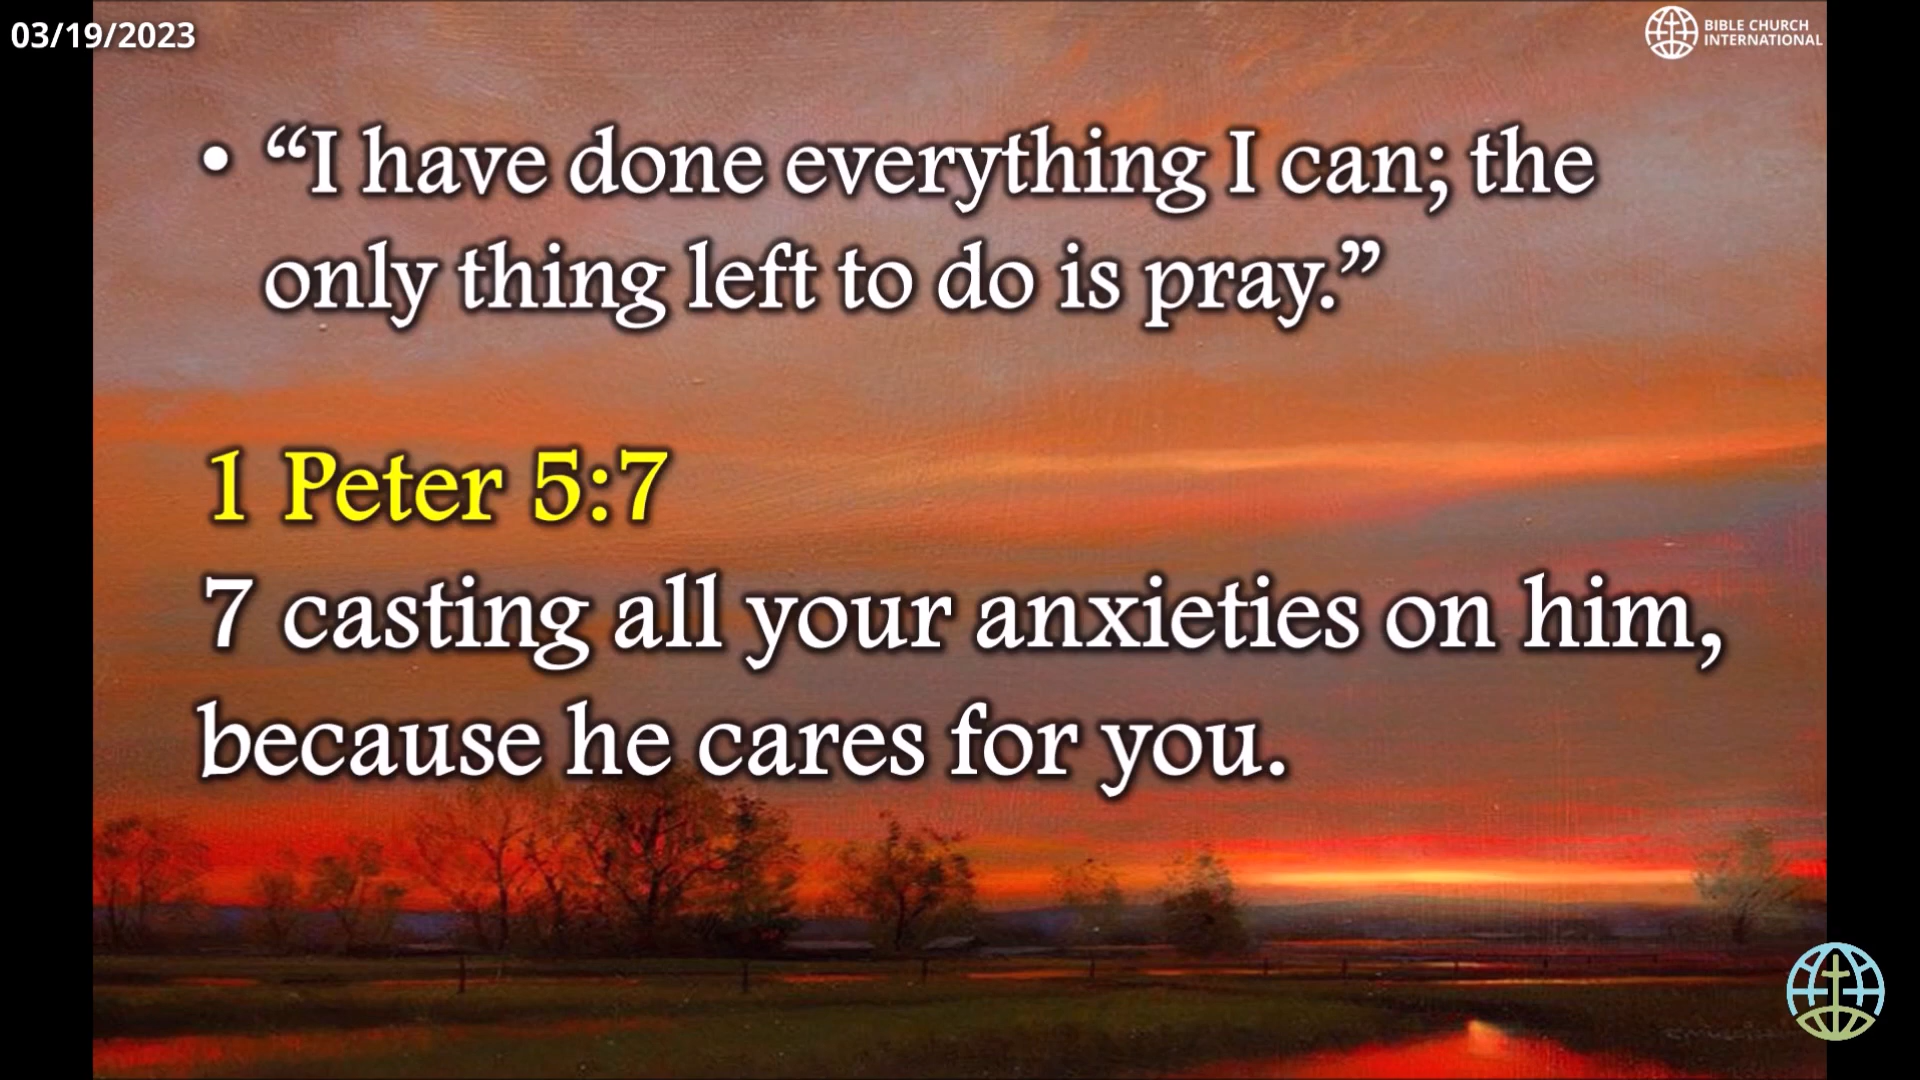 03/19/2023
BIBLE CHURCH
INTERNATIONAL
• “I have done everything I can; the
only thing left to do is pray.”
1 Peter 5:7
7 casting all your anxieties on him,
because he cares for you.